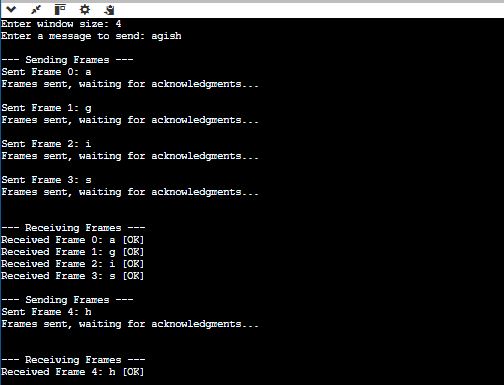 Enter window size: 4
Enter a message to send: agish
--- Sending Frames ---
Sent Frame 0: a
Frames sent, waiting for acknowledgments...
Sent Frame 1: g
Frames sent, waiting for acknowledgments...
Sent Frame 2: i
Frames sent, waiting for acknowledgments...
Sent Frame 3: s
Frames sent, waiting for acknowledgments...
--- Receiving Frames ---
Received Frame 0: a [OK]
Received Frame 1: g [OK]
Received Frame 2: i [OK]
Received Frame 3: s [OK]
--- Sending Frames ---
Sent Frame 4: h
Frames sent, waiting for acknowledgments...
--- Receiving Frames ---
Received Frame 4: h [OK]